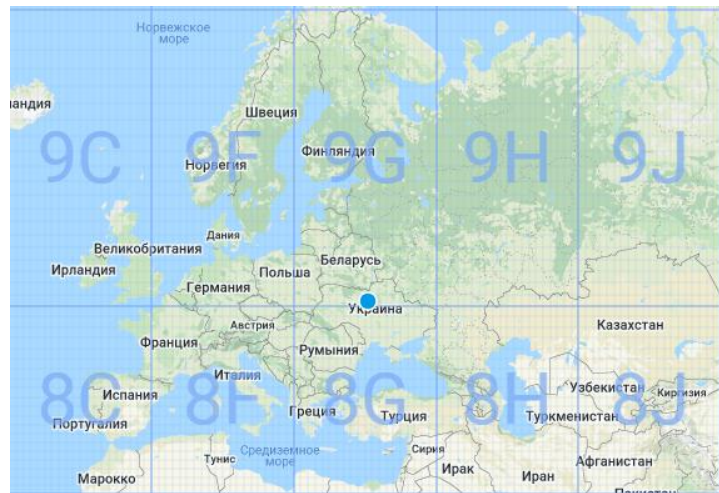 Норвежское
море
ландия
Швеция
9C
9F
9G
9H
9J
Норвегия
Финляндия
Дания
Великобритания
Ирландия
Беларусь
Польша
Германия
Украина
Австрия
Казахстан
Франция
Румыния
Италия
8C
8F
8G
8H
8J
Испания
Узбекистан
Киргизия
Португалия
Греция
Турция
Туркменистан
Средиземное
море
Тунис
Сирия
Марокко
Ирак
Иран
Афганистан
Пакистан